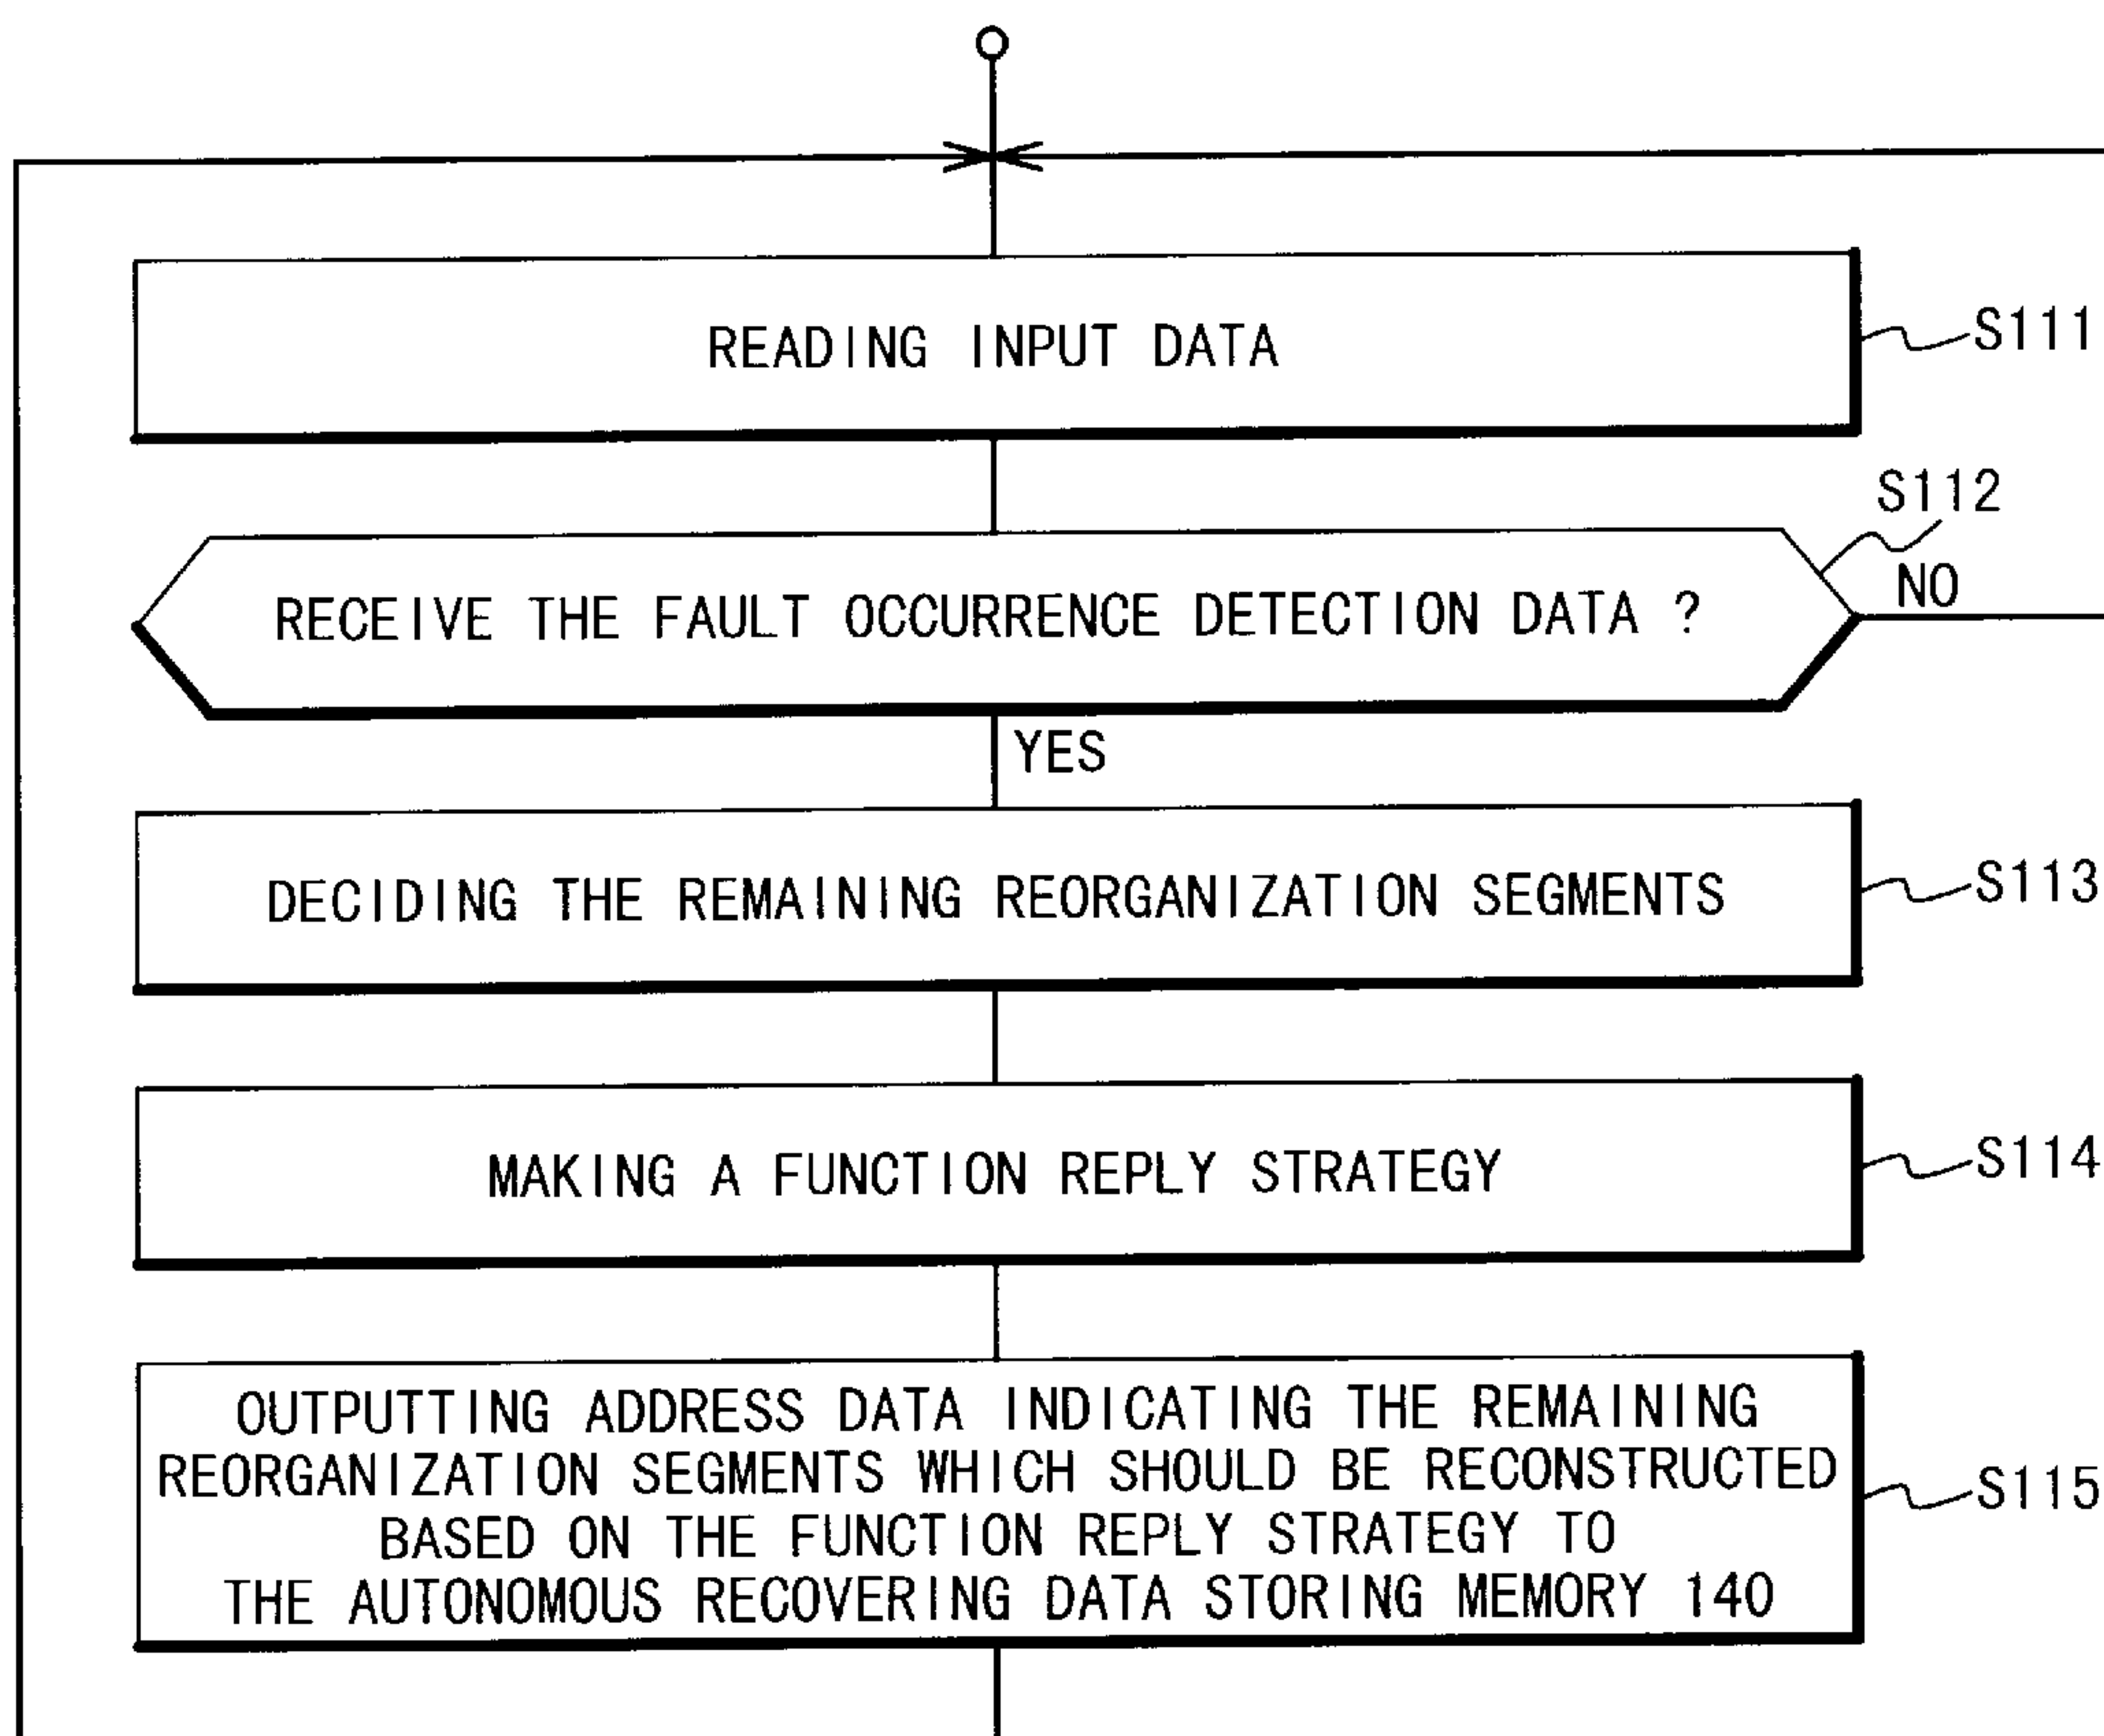 READING INPUT DATA
S111
S112
RECEIVE THE FAULT OCCURRENCE DETECTION DATA ?
NO
YES
DECIDING THE REMAINING REORGANIZATION SEGMENTS
S113
MAKING A FUNCTION REPLY STRATEGY
S114
OUTPUTTING ADDRESS DATA INDICATING THE REMAINING
REORGANIZATION SEGMENTS WHICH SHOULD BE RECONSTRUCTED
BASED ON THE FUNCTION REPLY STRATEGY TO
THE AUTONOMOUS RECOVERING DATA STORING MEMORY 140
S115